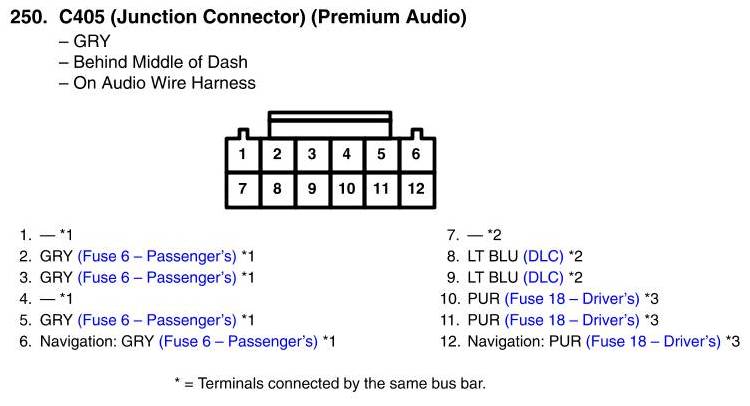 250. C405 (Junction Connector) (Premium Audio)
– GRY
– Behind Middle of Dash
– On Audio Wire Harness
1 2 3 4 5 6
7 8 9 10 11 12
1. — *1
2. GRY (Fuse 6 – Passenger's) *1
3. GRY (Fuse 6 – Passenger's) *1
4. — *1
5. GRY (Fuse 6 – Passenger's) *1
6. Navigation: GRY (Fuse 6 – Passenger's) *1
7. — *2
8. LT BLU (DLC) *2
9. LT BLU (DLC) *2
10. PUR (Fuse 18 – Driver's) *3
11. PUR (Fuse 18 – Driver's) *3
12. Navigation: PUR (Fuse 18 – Driver's) *3
* = Terminals connected by the same bus bar.